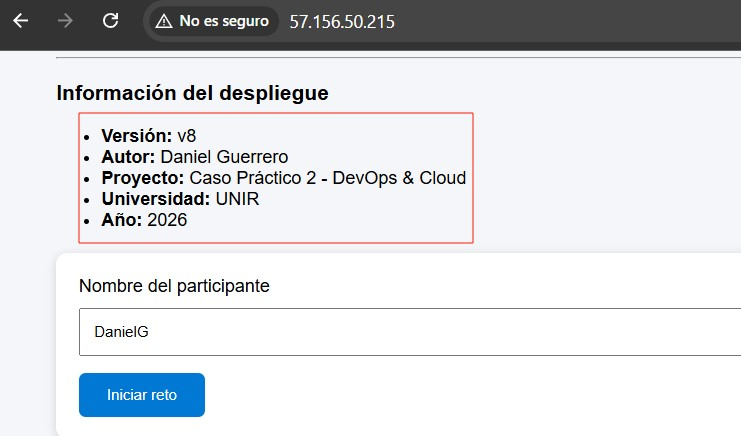 No es seguro 57.156.50.215
Información del despliegue
• Versión: v8
• Autor: Daniel Guerrero
• Proyecto: Caso Práctico 2 - DevOps & Cloud
• Universidad: UNIR
• Año: 2026
Nombre del participante
DanielG
Iniciar reto